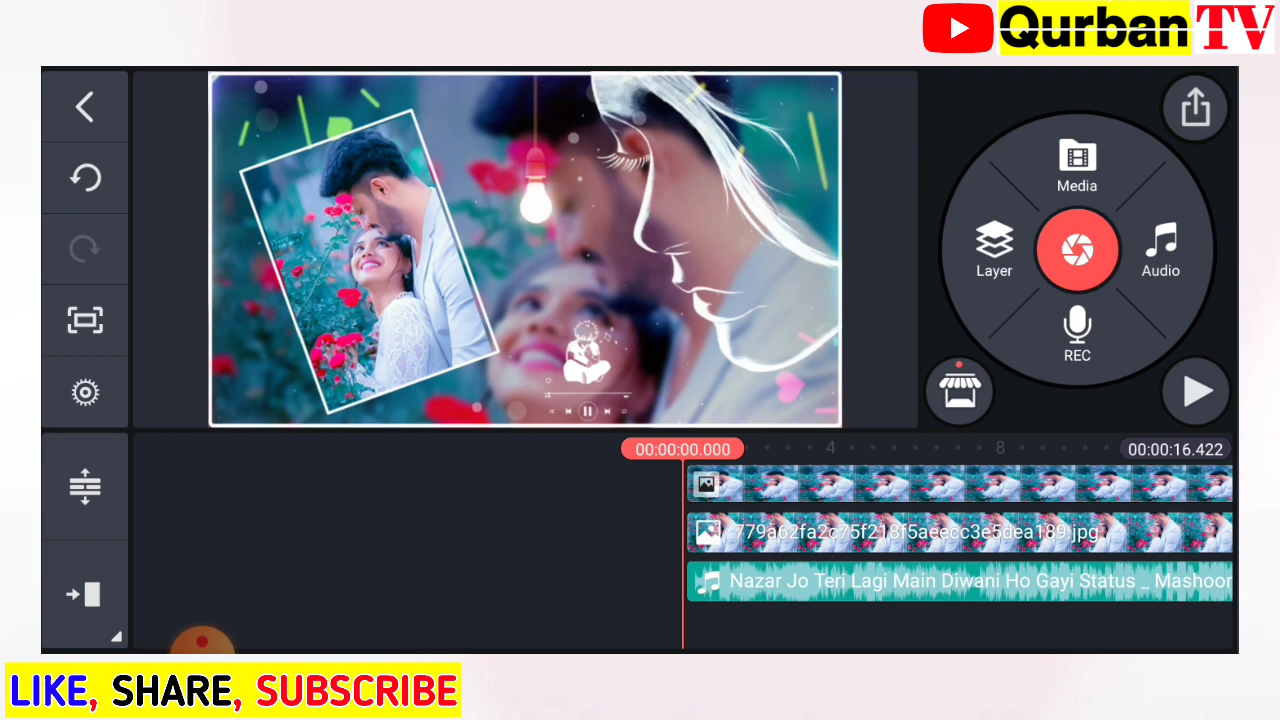 Qurban TV
Media
Layer
Audio
REC
00:00:00.000
4
8
00:00:16.422
779a62fa2c75f218f5aeecc3e5dea189.jpg
Nazar Jo Teri Lagi Main Diwani Ho Gayi Status _ Mashoor
LIKE, SHARE, SUBSCRIBE